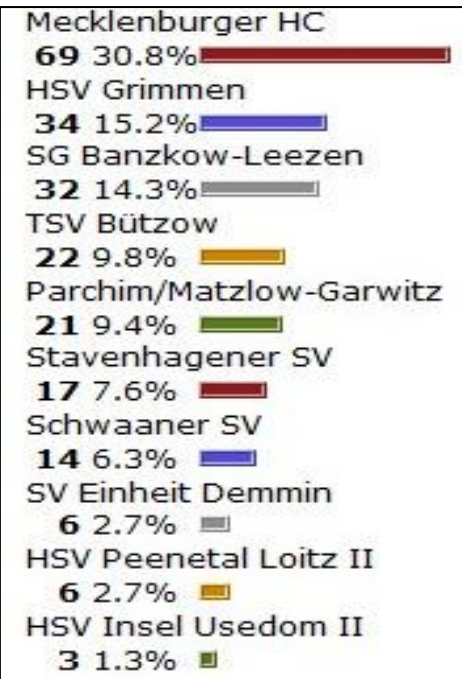 Mecklenburger HC
69 30.8%
HSV Grimmen
34 15.2%
SG Banzkow-Leezen
32 14.3%
TSV Bützow
22 9.8%
Parchim/Matzlow-Garwitz
21 9.4%
Stavenhagener SV
17 7.6%
Schwaaner SV
14 6.3%
SV Einheit Demmin
6 2.7%
HSV Peenetal Loitz II
6 2.7%
HSV Insel Usedom II
3 1.3%